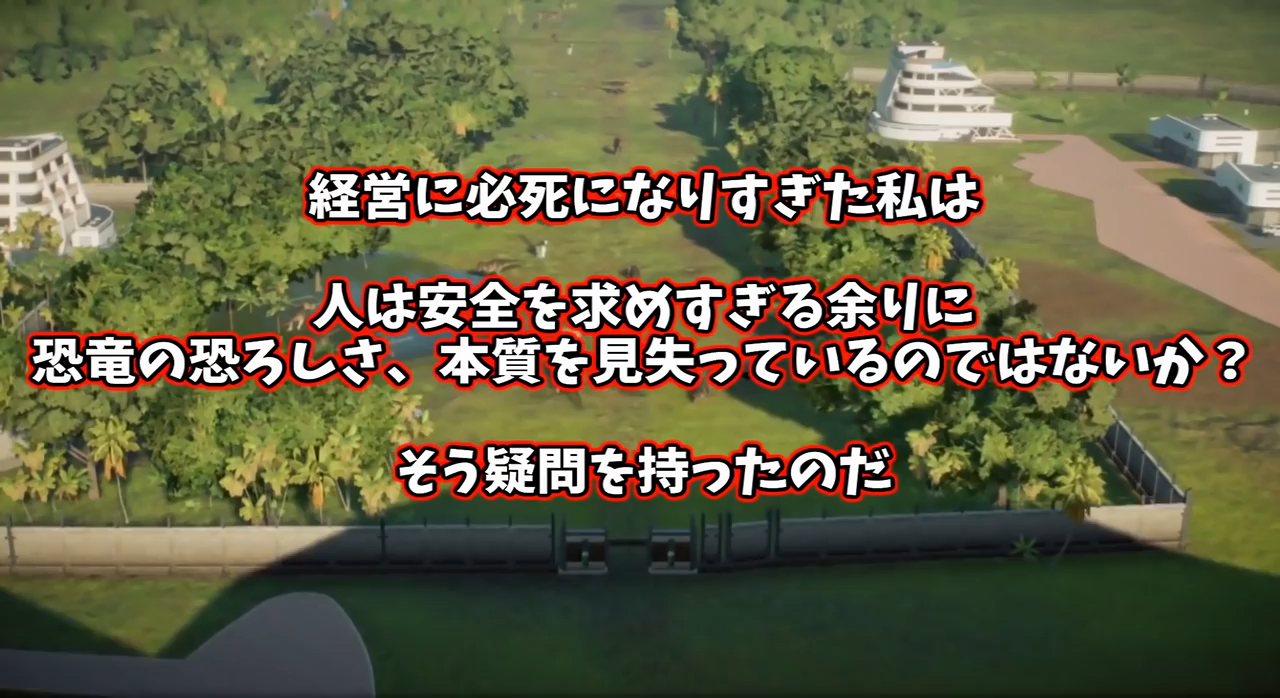 経営に必死になりすぎた私は
人は安全を求めすぎる余りに
恐竜の恐ろしさ、本質を見失っているのではないか？
そう疑問を持ったのだ